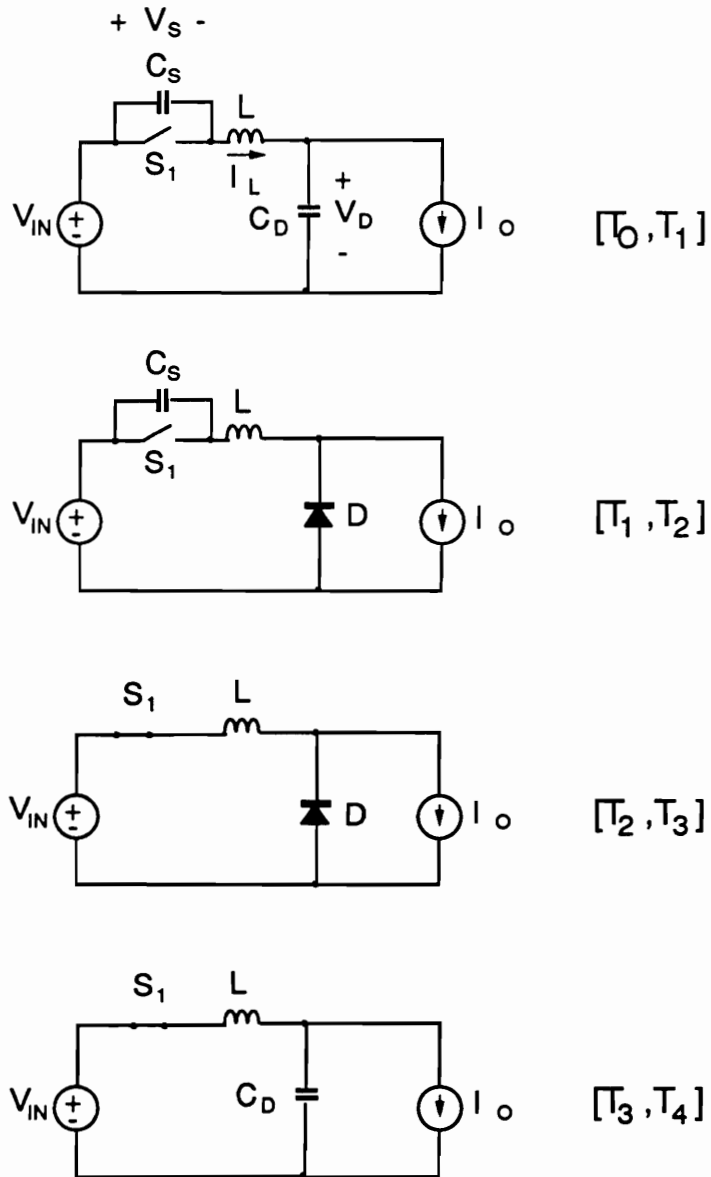 + V_S -
C_S
L
S_1
I_L
V_IN
+
-
C_D
+
V_D
-
I_O
[T_0, T_1]
C_S
L
S_1
V_IN
+
-
D
I_O
[T_1, T_2]
S_1
L
V_IN
+
-
D
I_O
[T_2, T_3]
S_1
L
V_IN
+
-
C_D
I_O
[T_3, T_4]